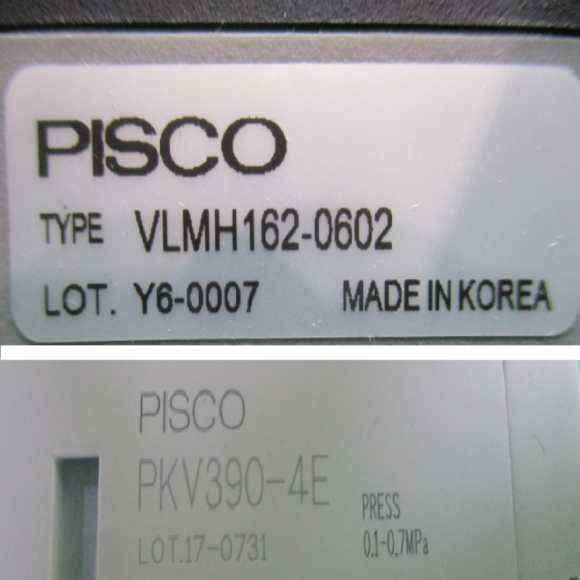 PISCO
TYPE VLMH162-0602
LOT. Y6-0007 MADE IN KOREA
PISCO
PKV390-4E
PRESS
LOT.17-0731 0.1-0.7MPa